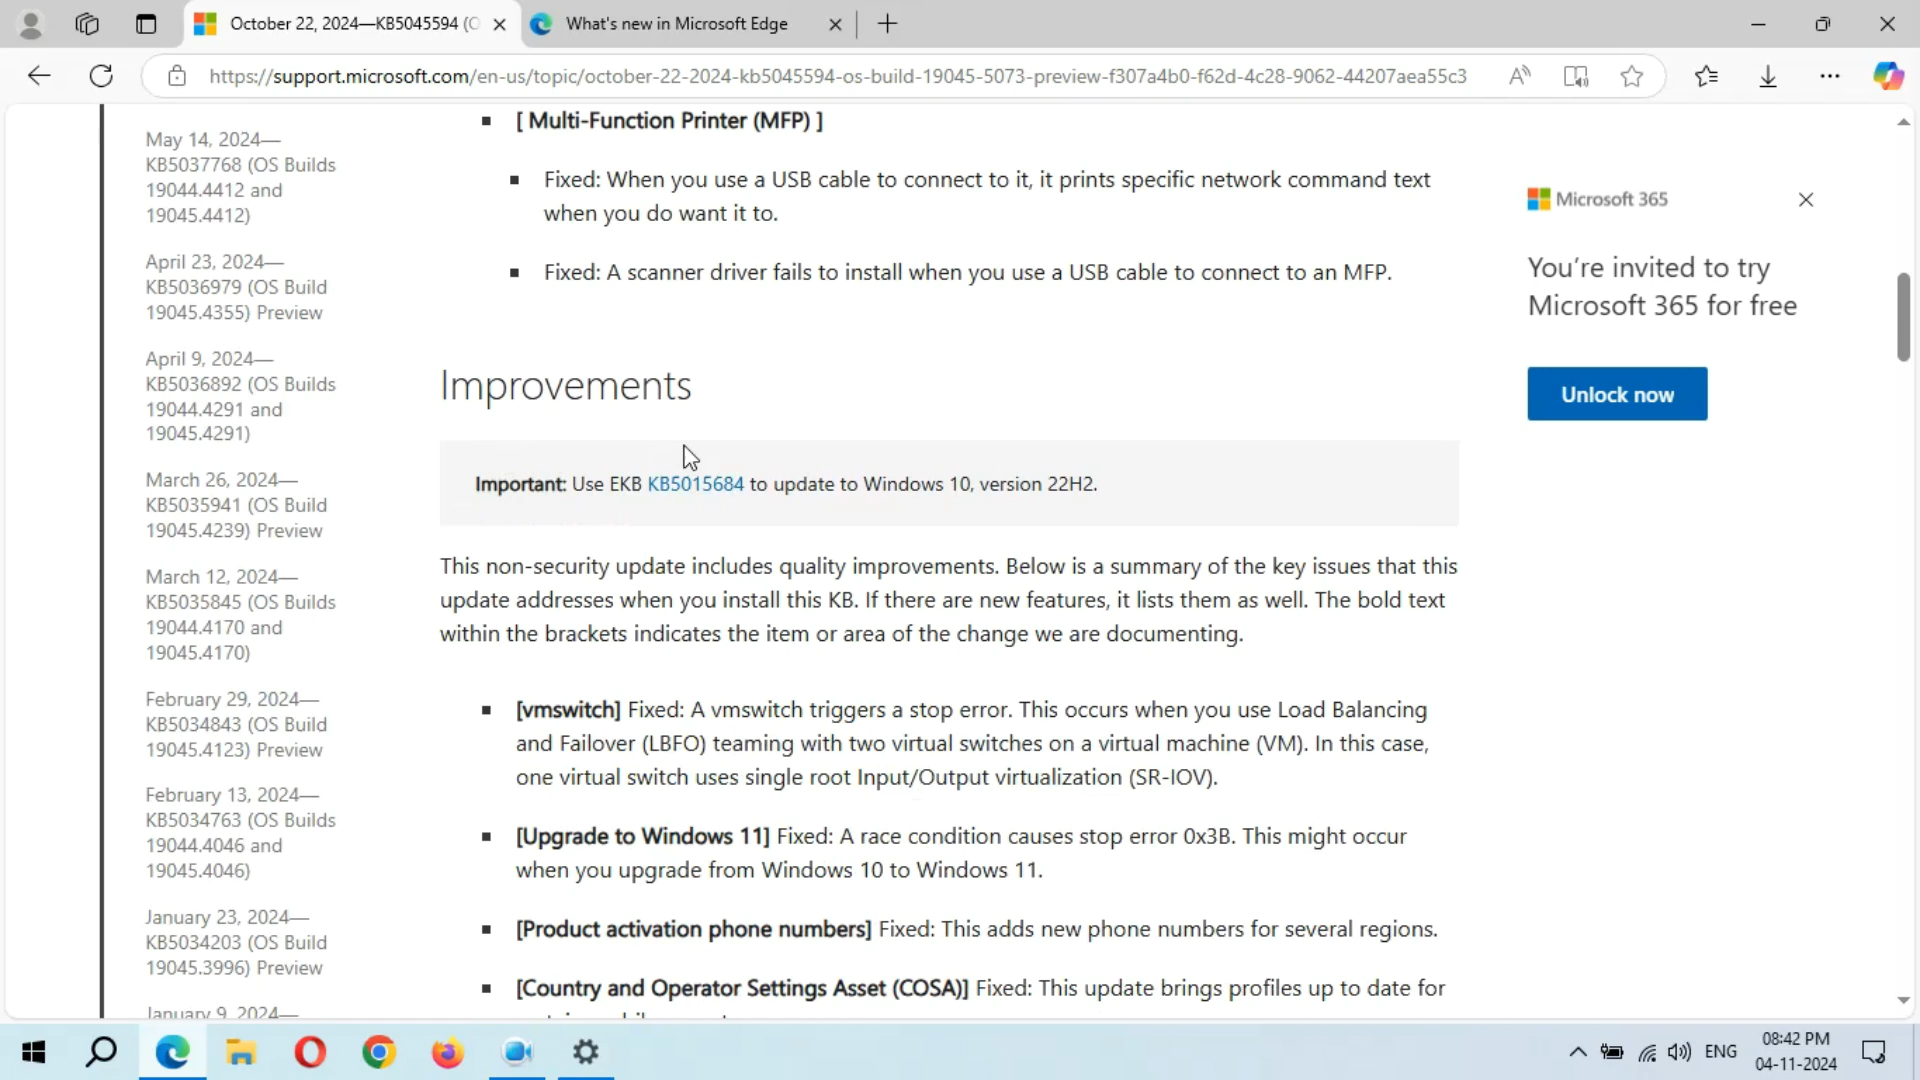 October 22, 2024—KB5045594 (O
What's new in Microsoft Edge
https://support.microsoft.com/en-us/topic/october-22-2024-kb5045594-os-build-19045-5073-preview-f307a4b0-f62d-4c28-9062-44207aea55c3
May 14, 2024—
KB5037768 (OS Builds
19044.4412 and
19045.4412)
April 23, 2024—
KB5036979 (OS Build
19045.4355) Preview
April 9, 2024—
KB5036892 (OS Builds
19044.4291 and
19045.4291)
March 26, 2024—
KB5035941 (OS Build
19045.4239) Preview
March 12, 2024—
KB5035845 (OS Builds
19044.4170 and
19045.4170)
February 29, 2024—
KB5034843 (OS Build
19045.4123) Preview
February 13, 2024—
KB5034763 (OS Builds
19044.4046 and
19045.4046)
January 23, 2024—
KB5034203 (OS Build
19045.3996) Preview
January 9, 2024—
[ Multi-Function Printer (MFP) ]
Fixed: When you use a USB cable to connect to it, it prints specific network command text
when you do want it to.
Fixed: A scanner driver fails to install when you use a USB cable to connect to an MFP.
Improvements
Important: Use EKB KB5015684 to update to Windows 10, version 22H2.
This non-security update includes quality improvements. Below is a summary of the key issues that this
update addresses when you install this KB. If there are new features, it lists them as well. The bold text
within the brackets indicates the item or area of the change we are documenting.
[vmswitch] Fixed: A vmswitch triggers a stop error. This occurs when you use Load Balancing
and Failover (LBFO) teaming with two virtual switches on a virtual machine (VM). In this case,
one virtual switch uses single root Input/Output virtualization (SR-IOV).
[Upgrade to Windows 11] Fixed: A race condition causes stop error 0x3B. This might occur
when you upgrade from Windows 10 to Windows 11.
[Product activation phone numbers] Fixed: This adds new phone numbers for several regions.
[Country and Operator Settings Asset (COSA)] Fixed: This update brings profiles up to date for
Microsoft 365
You're invited to try
Microsoft 365 for free
Unlock now
ENG
08:42 PM
04-11-2024